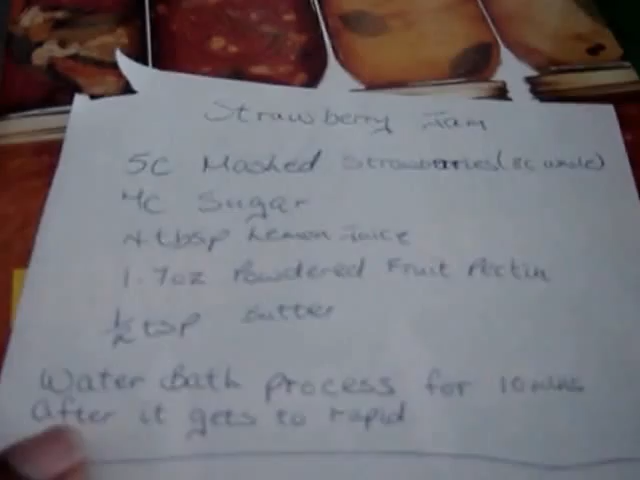 Strawberry Jam
5c Mashed Strawberries (8c whole)
4c Sugar
4 tbsp Lemon Juice
1.7oz Powdered Fruit Pectin
1/2 tsp butter
Water Bath process for 10 mins
after it gets to rapid